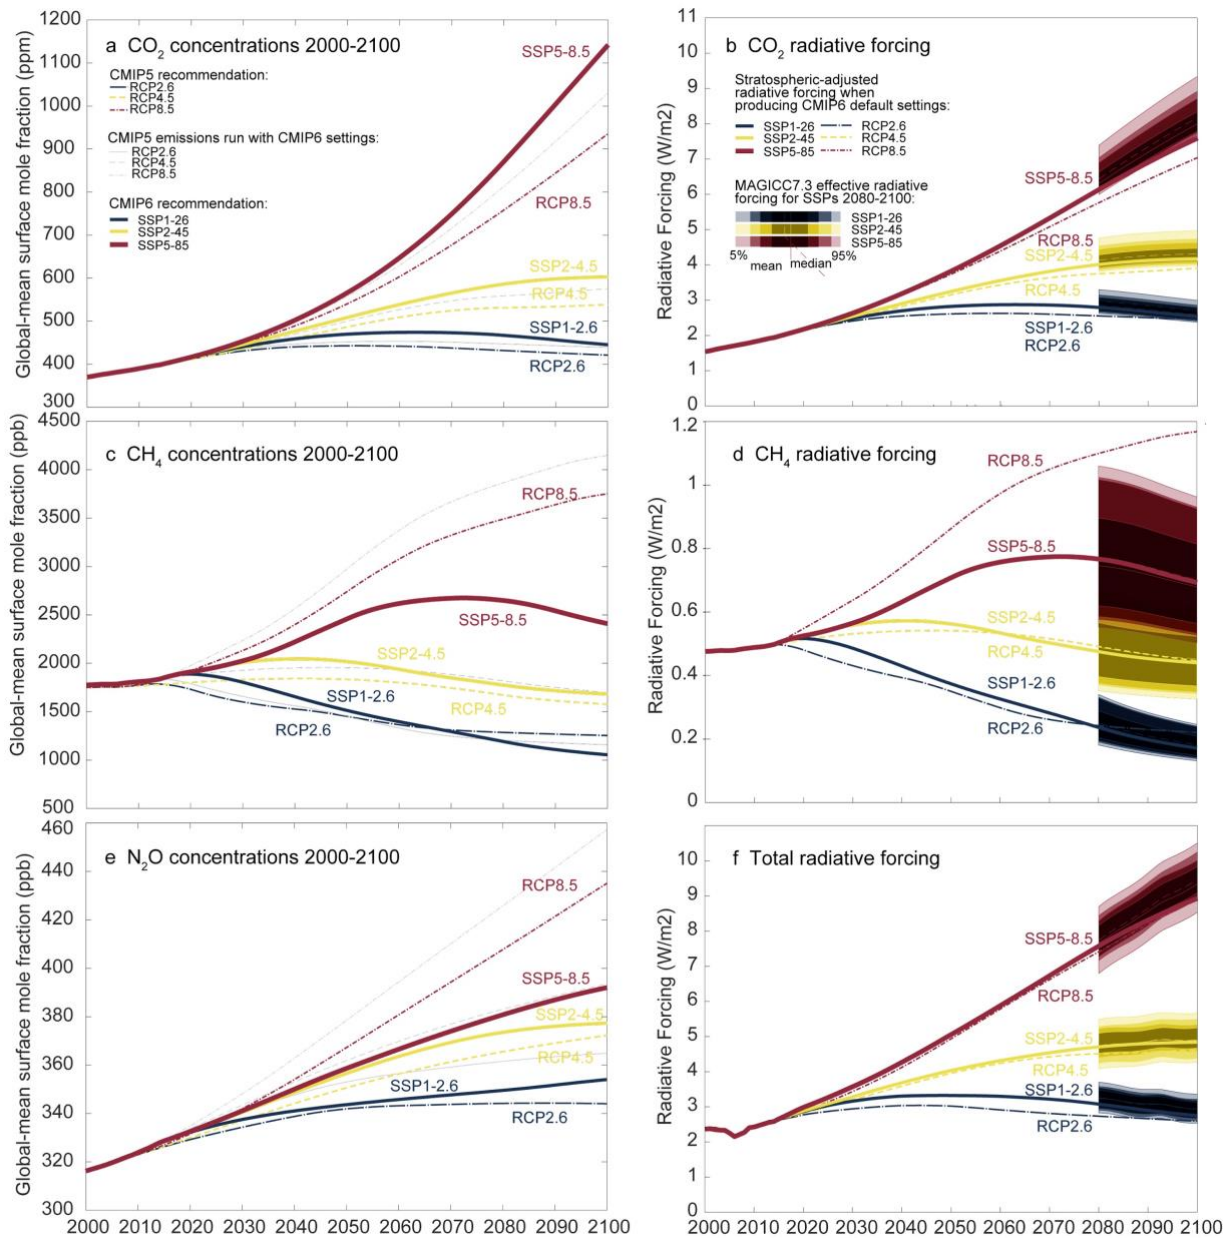 a CO2 concentrations 2000-2100
CMIP5 recommendation:
RCP2.6
RCP4.5
RCP8.5
CMIP5 emissions run with CMIP6 settings:
RCP2.6
RCP4.5
RCP8.5
CMIP6 recommendation:
SSP1-26
SSP2-45
SSP5-85
SSP5-8.5
RCP8.5
SSP2-4.5
RCP4.5
SSP1-2.6
RCP2.6
Global-mean surface mole fraction (ppm)
1200
1100
1000
900
800
700
600
500
400
300
b CO2 radiative forcing
Stratospheric-adjusted
radiative forcing when
producing CMIP6 default settings:
SSP1-26 RCP2.6
SSP2-45 RCP4.5
SSP5-85 RCP8.5
MAGICC7.3 effective radiative
forcing for SSPs 2080-2100:
SSP1-26
SSP2-45
SSP5-85
5% 95%
mean median
SSP5-8.5
RCP8.5
SSP2-4.5
RCP4.5
SSP1-2.6
RCP2.6
Radiative Forcing (W/m2)
11
10
9
8
7
6
5
4
3
2
1
0
c CH4 concentrations 2000-2100
RCP8.5
SSP5-8.5
SSP2-4.5
SSP1-2.6
RCP4.5
RCP2.6
Global-mean surface mole fraction (ppb)
4500
4000
3500
3000
2500
2000
1500
1000
500
d CH4 radiative forcing
RCP8.5
SSP5-8.5
SSP2-4.5
RCP4.5
SSP1-2.6
RCP2.6
Radiative Forcing (W/m2)
1.2
1
0.8
0.6
0.4
0.2
0
e N2O concentrations 2000-2100
RCP8.5
SSP5-8.5
SSP2-4.5
RCP4.5
SSP1-2.6
RCP2.6
Global-mean surface mole fraction (ppb)
460
440
420
400
380
360
340
320
300
2000 2010 2020 2030 2040 2050 2060 2070 2080 2090 2100
f Total radiative forcing
SSP5-8.5
RCP8.5
SSP2-4.5
RCP4.5
SSP1-2.6
RCP2.6
Radiative Forcing (W/m2)
10
9
8
7
6
5
4
3
2
1
0
2000 2010 2020 2030 2040 2050 2060 2070 2080 2090 2100